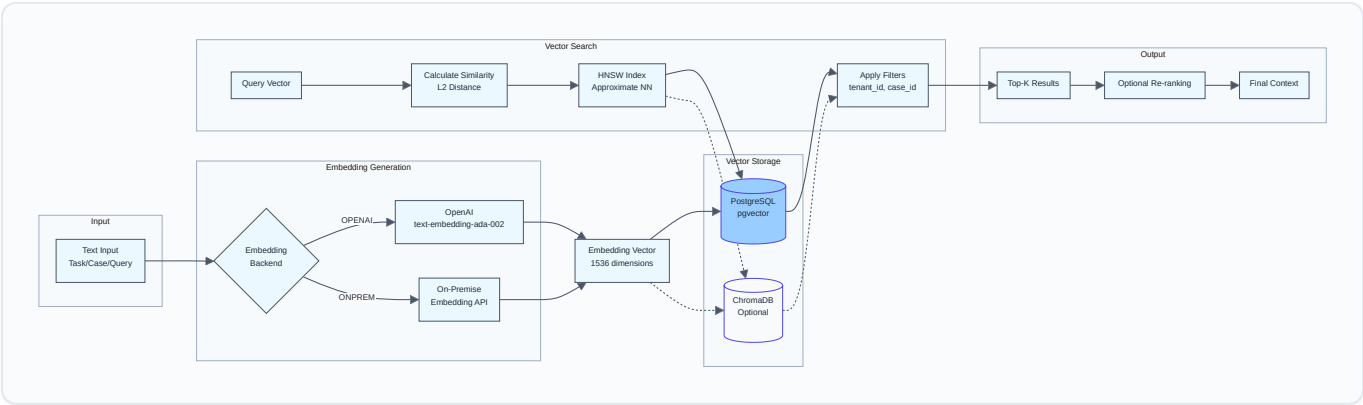 Vector Search
Query Vector
Calculate Similarity
L2 Distance
HNSW Index
Approximate NN
Apply Filters
tenant_id, case_id
Output
Top-K Results
Optional Re-ranking
Final Context
Input
Text Input
Task/Case/Query
Embedding Generation
Embedding
Backend
OPENAI
OpenAI
text-embedding-ada-002
ONPREM
On-Premise
Embedding API
Embedding Vector
1536 dimensions
Vector Storage
PostgreSQL
pgvector
ChromaDB
Optional